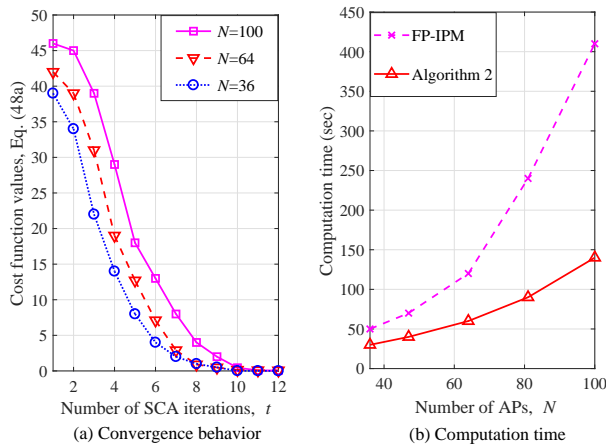 50
45
40
35
30
25
20
15
10
5
0
2
4
6
8
10
12
Cost function values, Eq. (48a)
Number of SCA iterations, t
N=100
N=64
N=36
(a) Convergence behavior
450
400
350
300
250
200
150
100
50
0
40
60
80
100
Computation time (sec)
Number of APs, N
FP-IPM
Algorithm 2
(b) Computation time